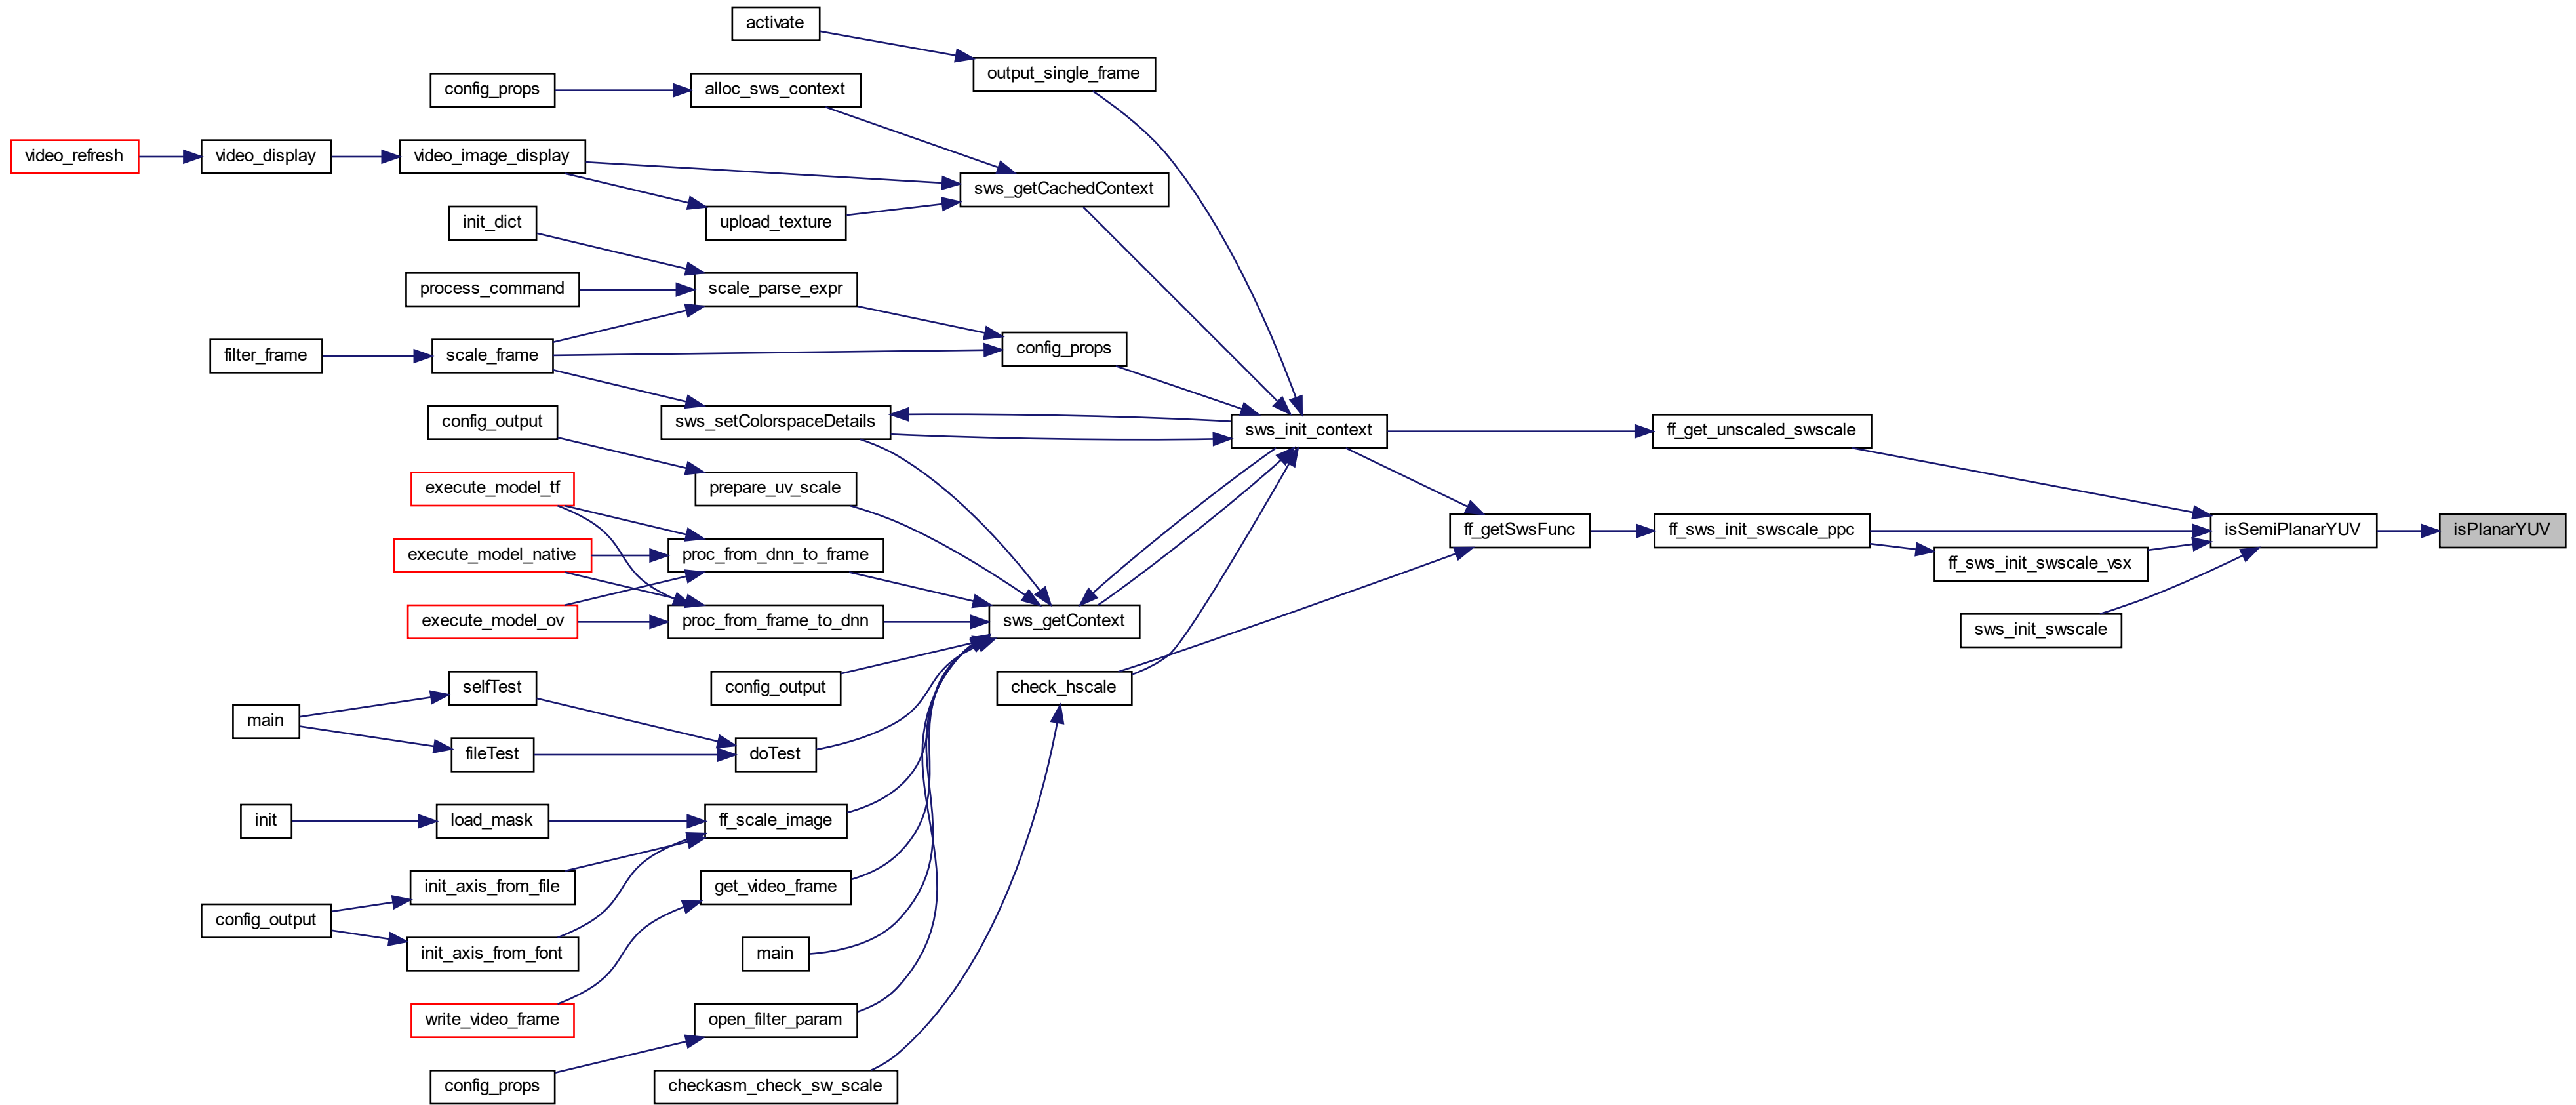 activate
output_single_frame
config_props
alloc_sws_context
video_refresh
video_display
video_image_display
sws_getCachedContext
init_dict
upload_texture
process_command
scale_parse_expr
filter_frame
scale_frame
config_props
config_output
sws_setColorspaceDetails
sws_init_context
ff_get_unscaled_swscale
execute_model_tf
prepare_uv_scale
ff_getSwsFunc
ff_sws_init_swscale_ppc
isSemiPlanarYUV
isPlanarYUV
execute_model_native
proc_from_dnn_to_frame
ff_sws_init_swscale_vsx
execute_model_ov
proc_from_frame_to_dnn
sws_getContext
sws_init_swscale
selfTest
config_output
check_hscale
main
fileTest
doTest
init
load_mask
ff_scale_image
init_axis_from_file
get_video_frame
config_output
init_axis_from_font
main
write_video_frame
open_filter_param
config_props
checkasm_check_sw_scale